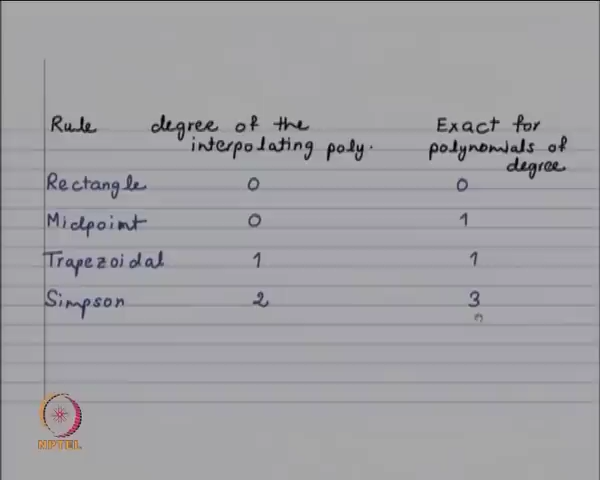 Rule degree of the Exact for
interpolating poly. polynomials of
degree
Rectangle 0 0
Midpoint 0 1
Trapezoidal 1 1
Simpson 2 3
NPTEL